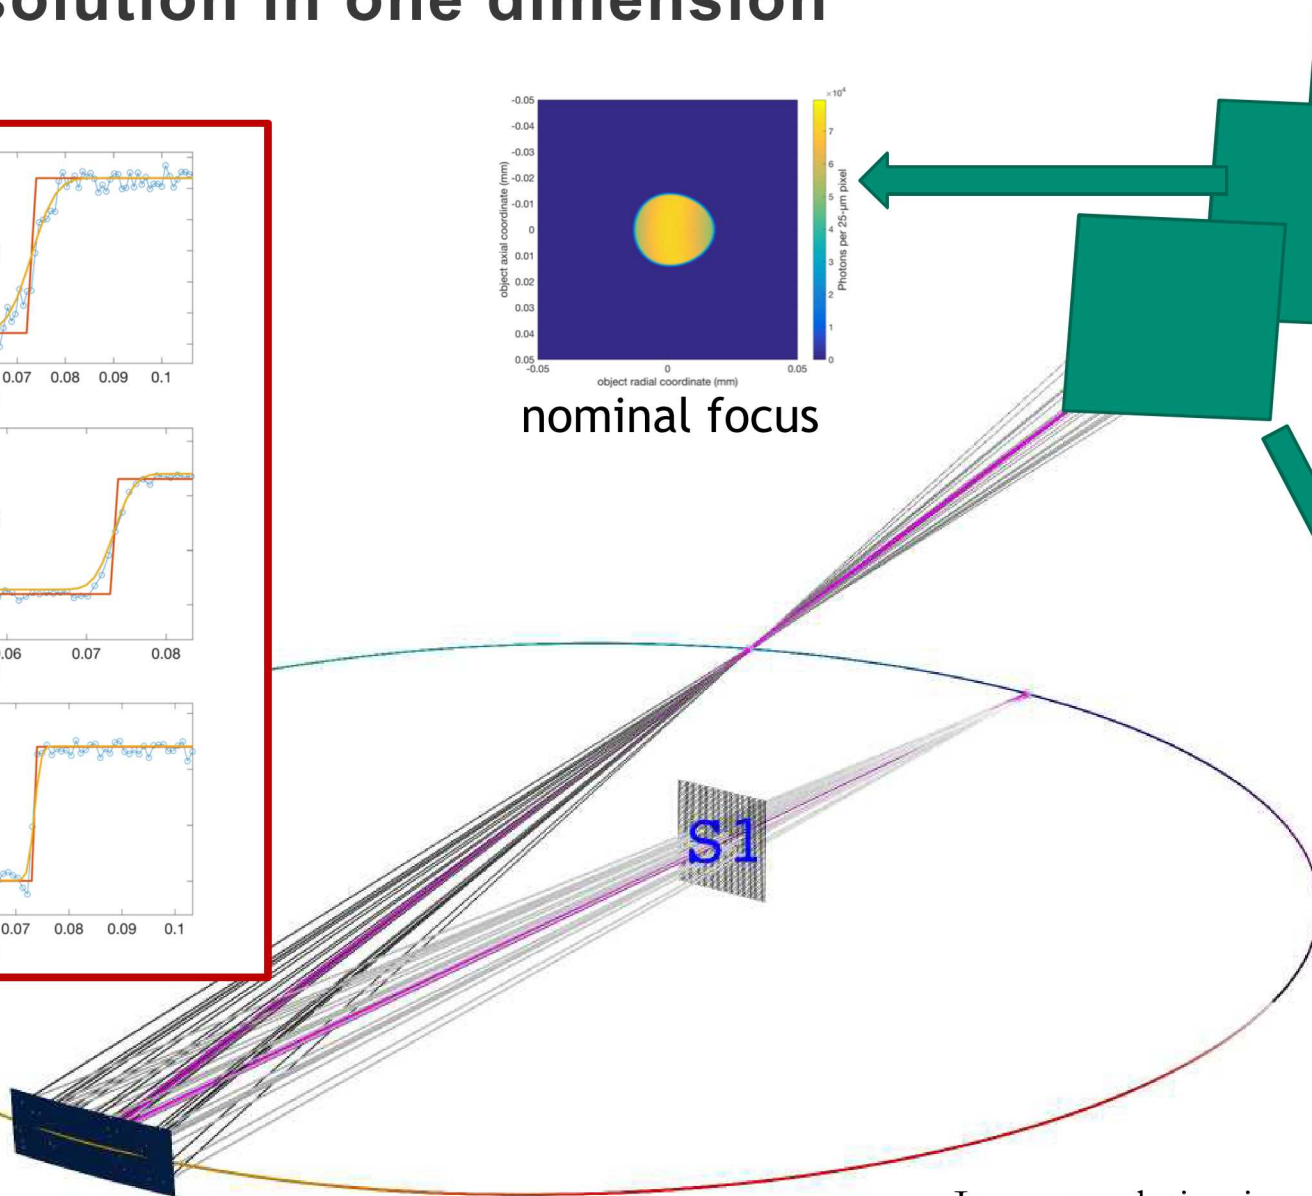 solution in one dimension
0.07 0.08 0.09 0.1
0.06 0.07 0.08
0.07 0.08 0.09 0.1
×10⁴
7
6
5
4
3
2
1
0
Photons per 25-µm pixel
-0.05
-0.04
-0.03
-0.02
-0.01
0
0.01
0.02
0.03
0.04
0.05
object axial coordinate (mm)
-0.05 0 0.05
object radial coordinate (mm)
nominal focus
S1